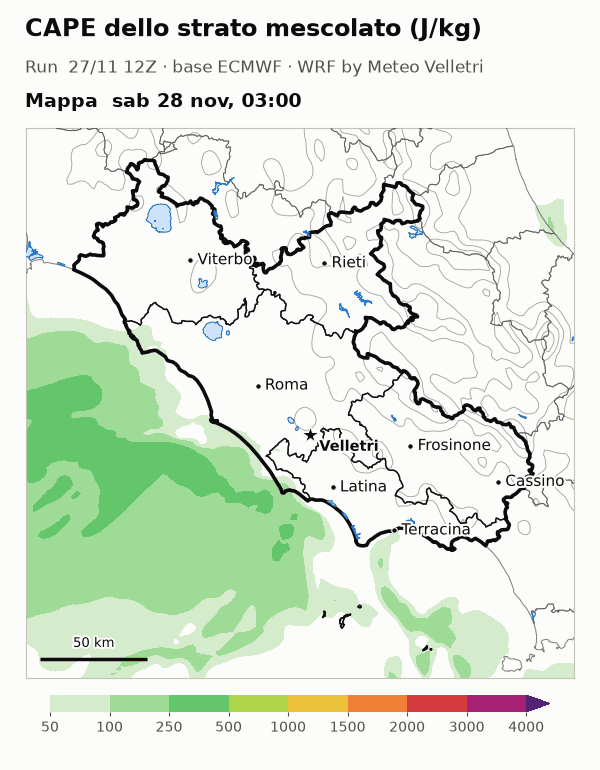 CAPE dello strato mescolato (J/kg)
Run 27/11 12Z · base ECMWF · WRF by Meteo Velletri
Mappa sab 28 nov, 03:00
Viterbo
Rieti
Roma
Velletri
Frosinone
Cassino
Latina
Terracina
50 km
50 100 250 500 1000 1500 2000 3000 4000